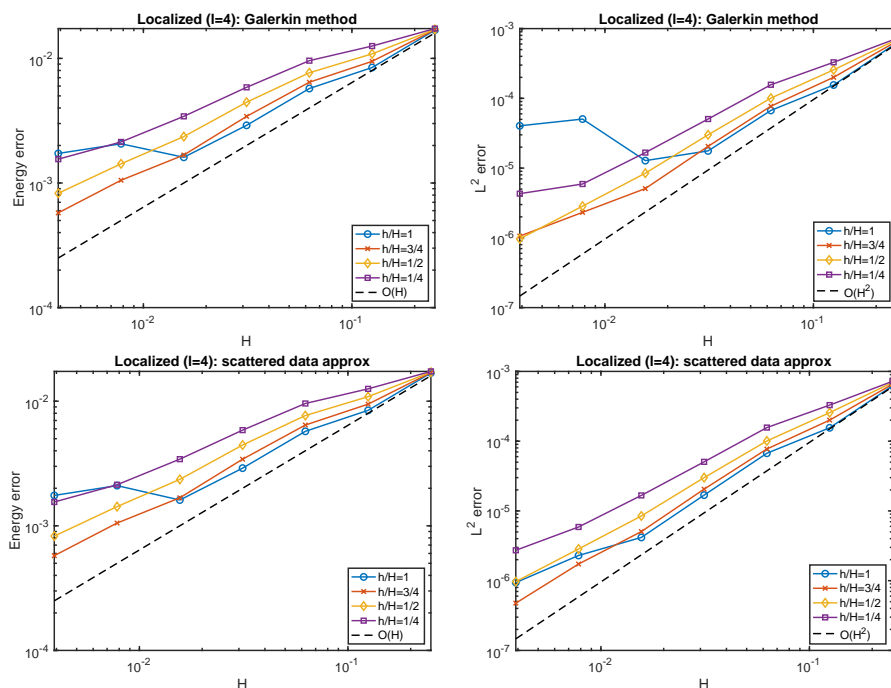 Localized (l=4): Galerkin method
Energy error
10^-2
10^-3
10^-4
10^-2
10^-1
H
h/H=1
h/H=3/4
h/H=1/2
h/H=1/4
O(H)
Localized (l=4): Galerkin method
L^2 error
10^-3
10^-4
10^-5
10^-6
10^-7
10^-2
10^-1
H
h/H=1
h/H=3/4
h/H=1/2
h/H=1/4
O(H^2)
Localized (l=4): scattered data approx
Energy error
10^-2
10^-3
10^-4
10^-2
10^-1
H
h/H=1
h/H=3/4
h/H=1/2
h/H=1/4
O(H)
Localized (l=4): scattered data approx
L^2 error
10^-3
10^-4
10^-5
10^-6
10^-7
10^-2
10^-1
H
h/H=1
h/H=3/4
h/H=1/2
h/H=1/4
O(H^2)